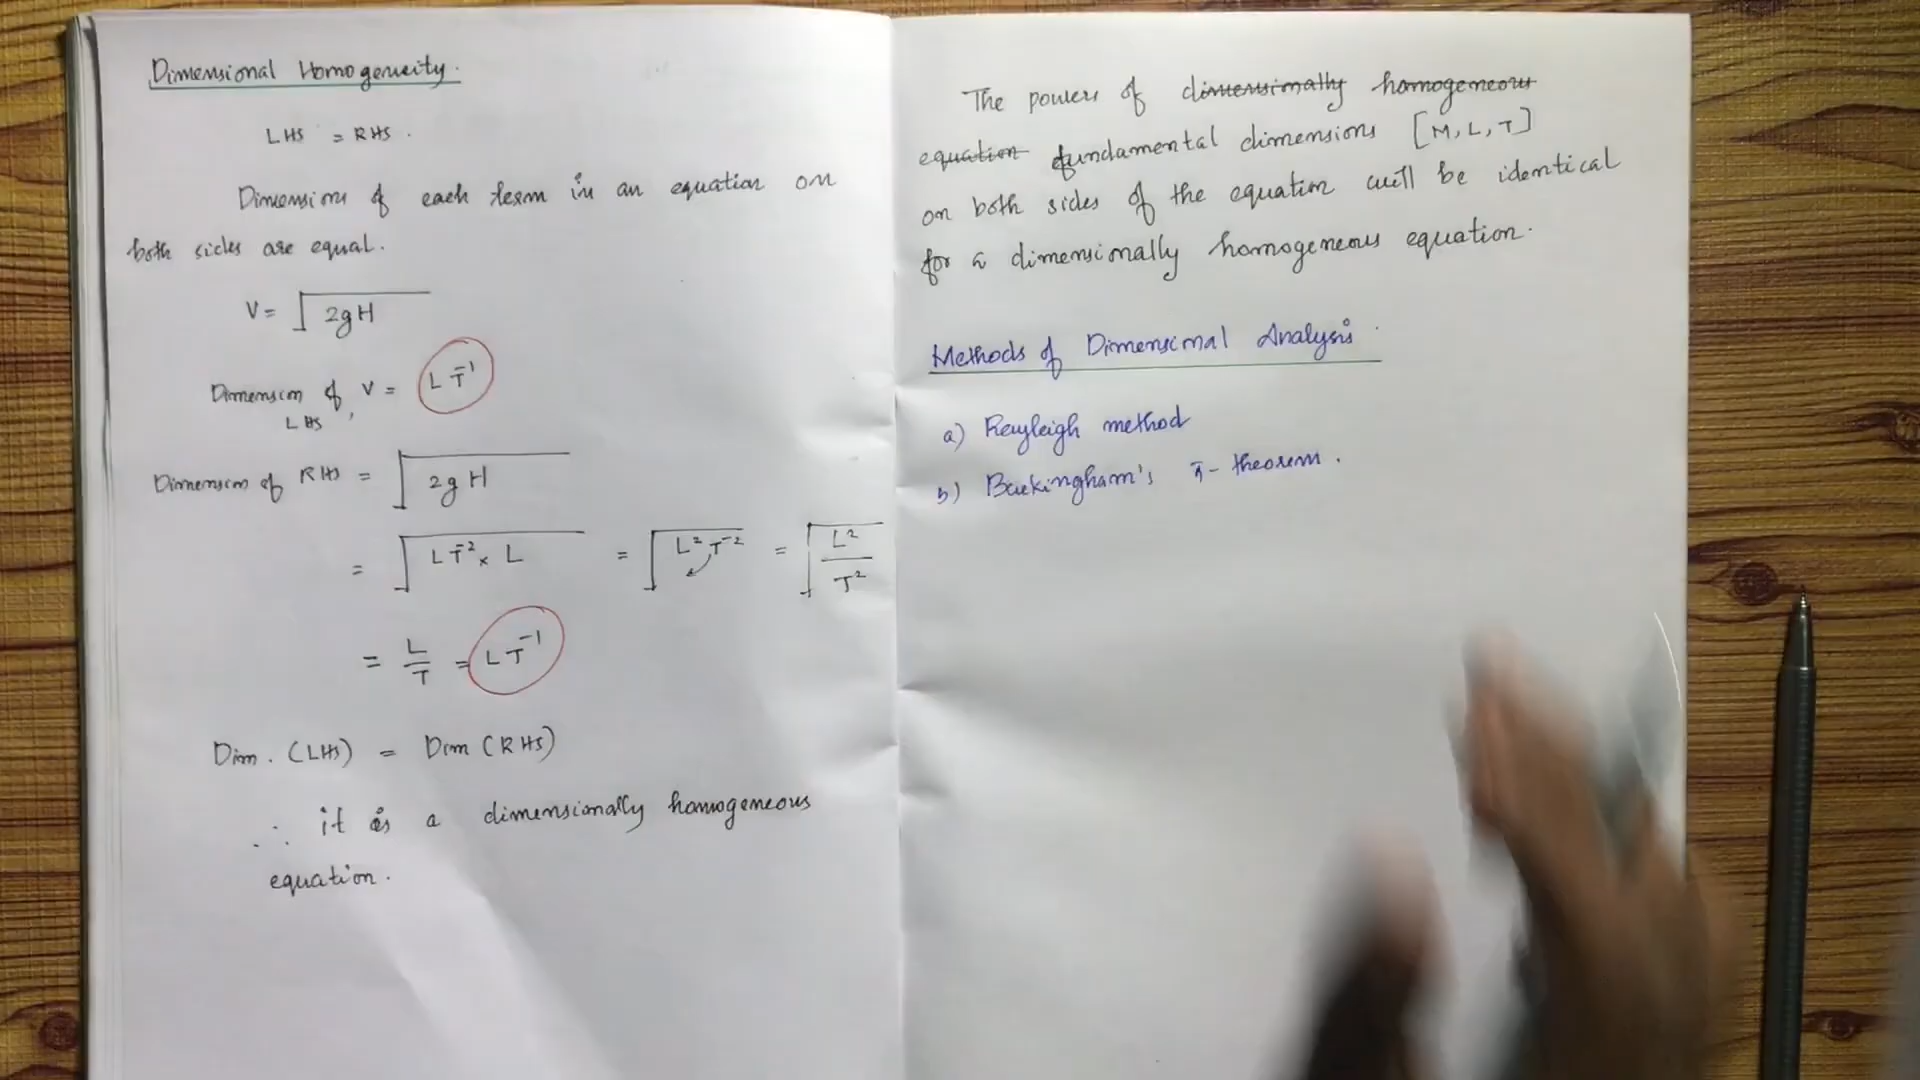 Dimensional Homogeneity.
LHS = RHS.
Dimensions of each term in an equation on
both sides are equal.
V = √2gH
Dimension of V = LT⁻¹
LHS,
Dimension of RHS = √2gH
= √LT⁻² × L = √L²T⁻² = √L²/T²
= L/T = LT⁻¹
Dim. (LHS) = Dim (RHS)
∴ it is a dimensionally homogeneous
equation.
The powers of dimensionally homogeneous
equation fundamental dimensions [M, L, T]
on both sides of the equation will be identical
for a dimensionally homogeneous equation.
Methods of Dimensional Analysis.
a) Rayleigh method
b) Buckingham's π-theorem.